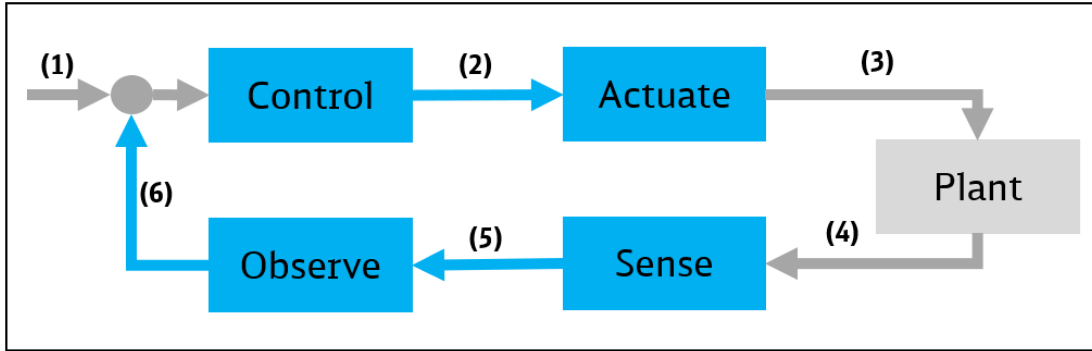 (1)
Control
(2)
Actuate
(3)
Plant
(6)
Observe
(5)
Sense
(4)